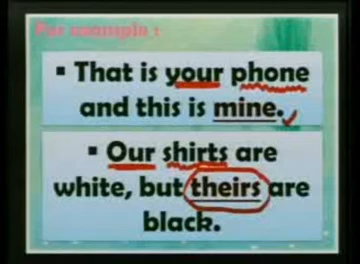 For example :
▪ That is your phone
and this is mine.
▪ Our shirts are
white, but theirs are
black.